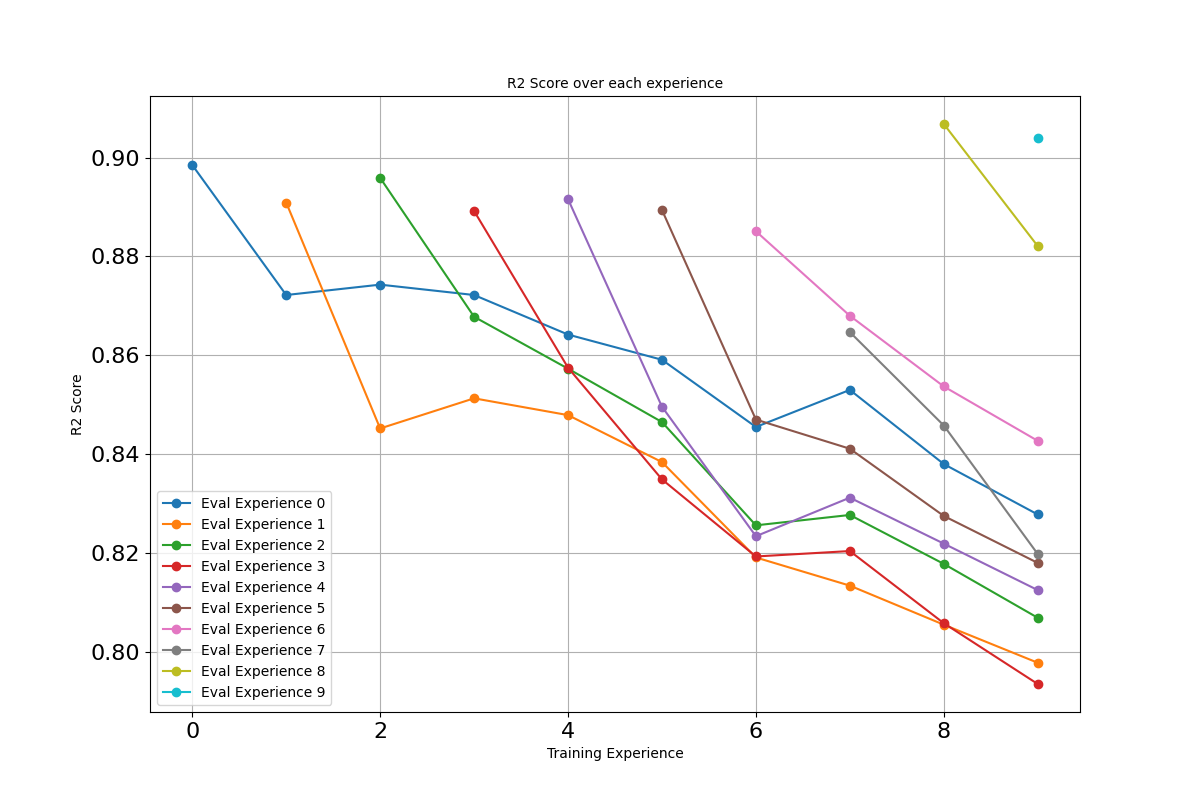 R2 Score over each experience
R2 Score
0.90
0.88
0.86
0.84
0.82
0.80
Eval Experience 0
Eval Experience 1
Eval Experience 2
Eval Experience 3
Eval Experience 4
Eval Experience 5
Eval Experience 6
Eval Experience 7
Eval Experience 8
Eval Experience 9
0 2 4 6 8
Training Experience